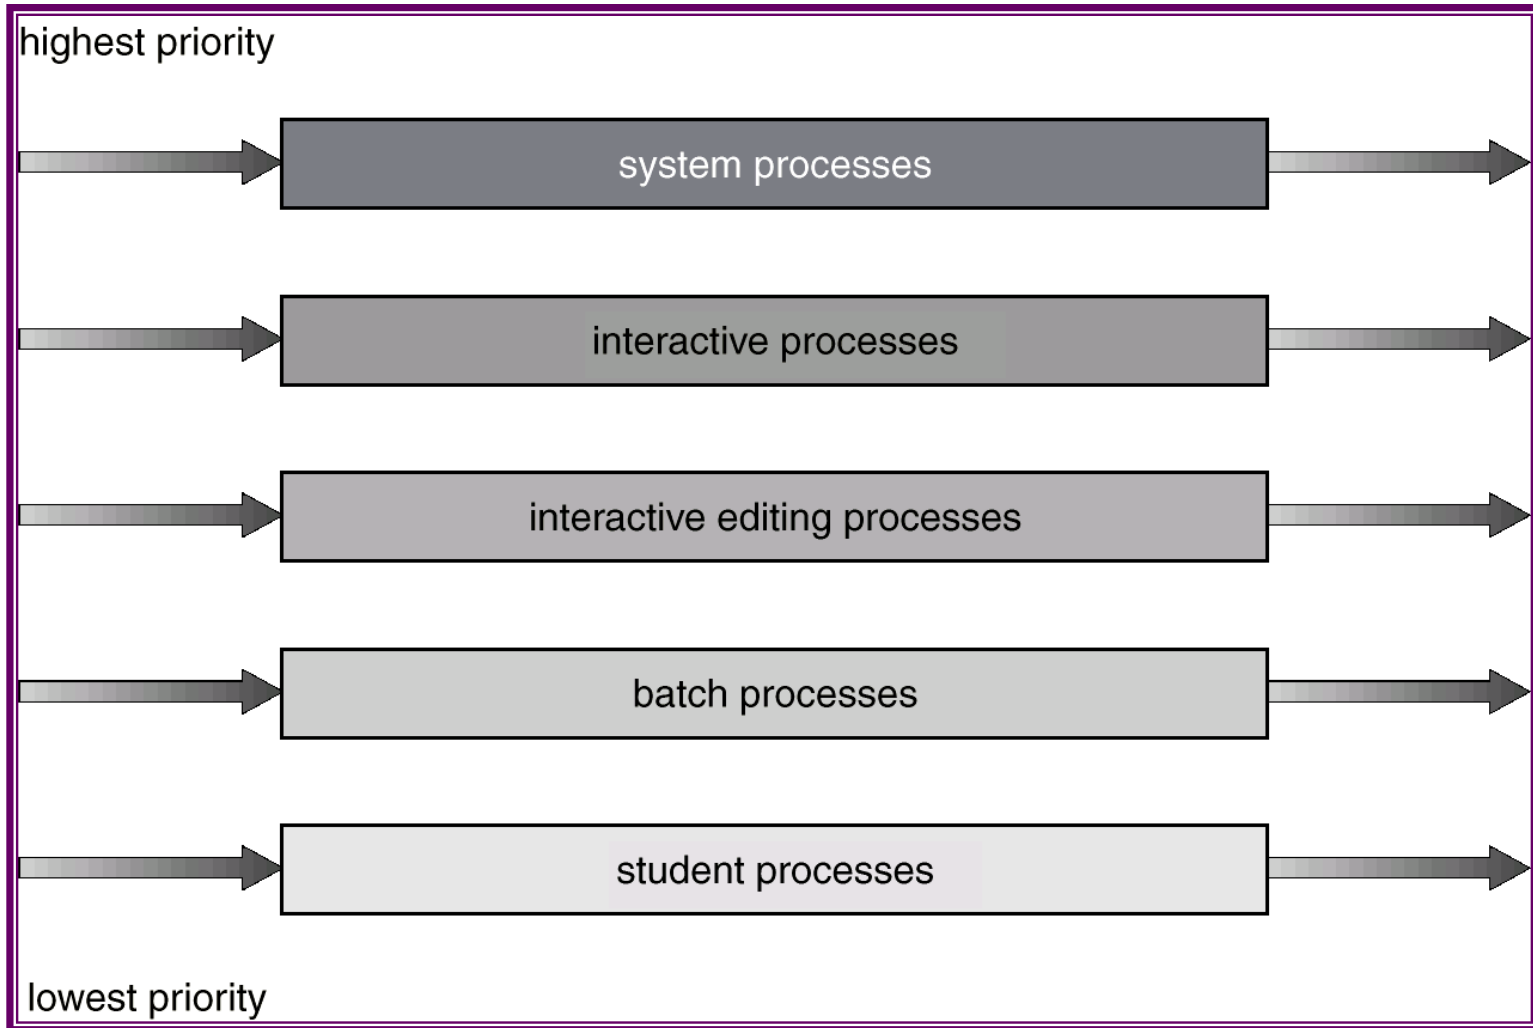 highest priority
system processes
interactive processes
interactive editing processes
batch processes
student processes
lowest priority